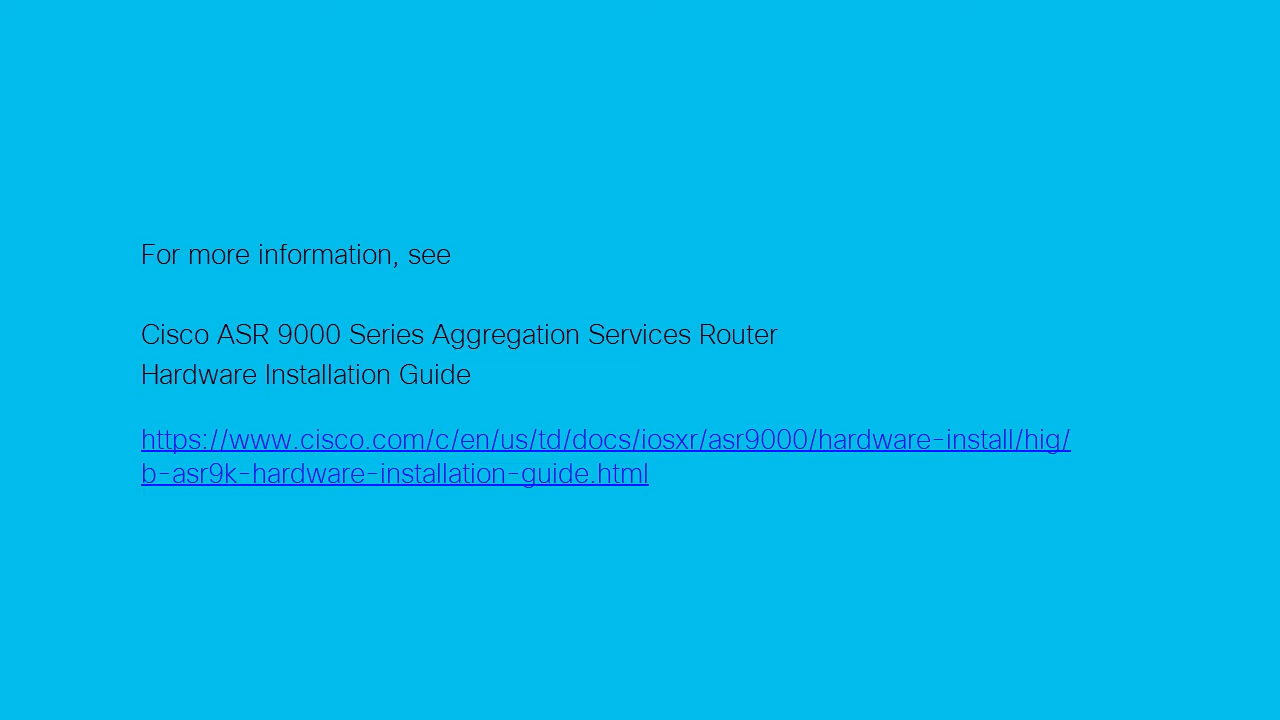 For more information, see
Cisco ASR 9000 Series Aggregation Services Router
Hardware Installation Guide
https://www.cisco.com/c/en/us/td/docs/iosxr/asr9000/hardware-install/hig/
b-asr9k-hardware-installation-guide.html